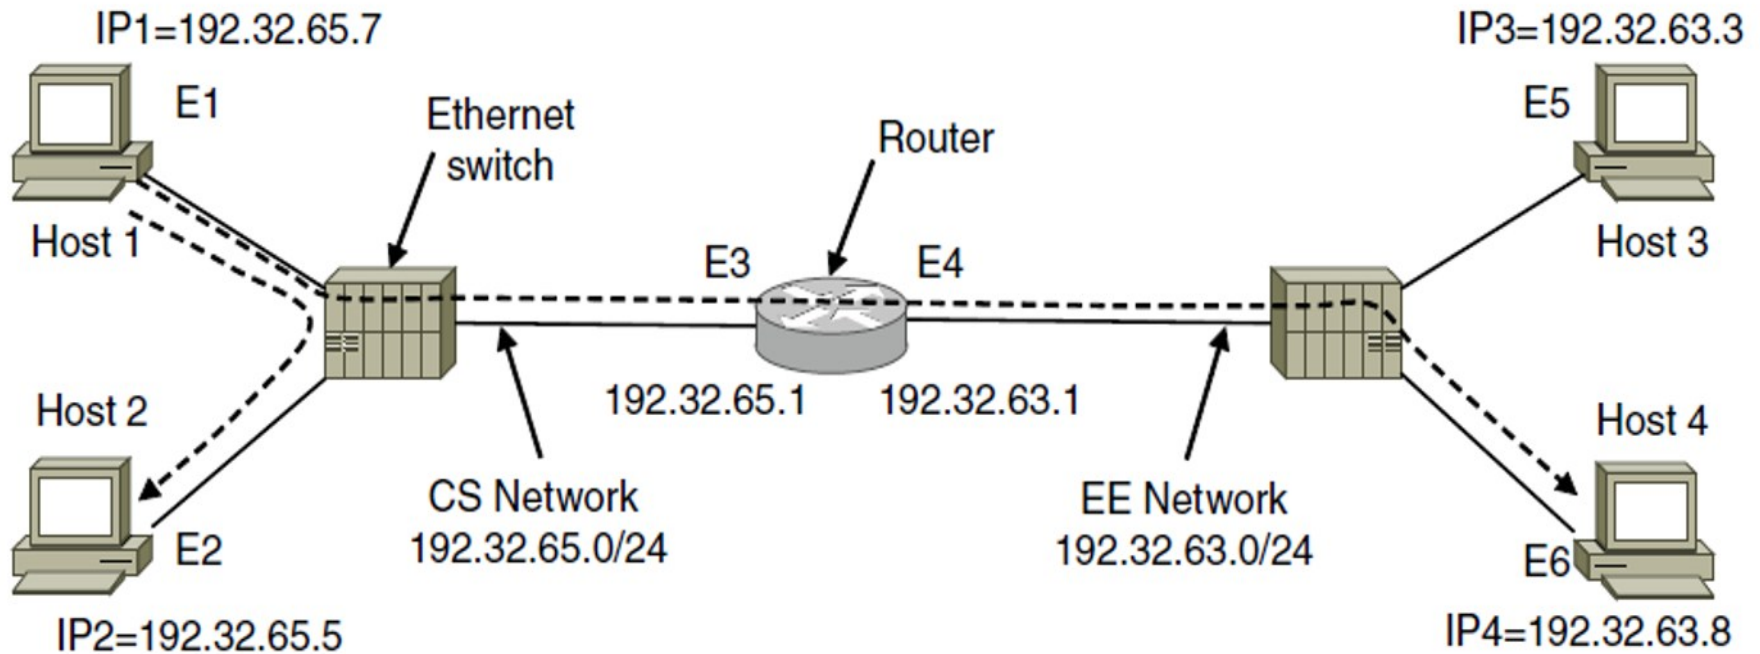 IP1=192.32.65.7
IP3=192.32.63.3
E1
Ethernet
switch
Router
E5
Host 1
Host 3
E3
E4
192.32.65.1
192.32.63.1
Host 2
Host 4
CS Network
192.32.65.0/24
EE Network
192.32.63.0/24
E2
E6
IP2=192.32.65.5
IP4=192.32.63.8